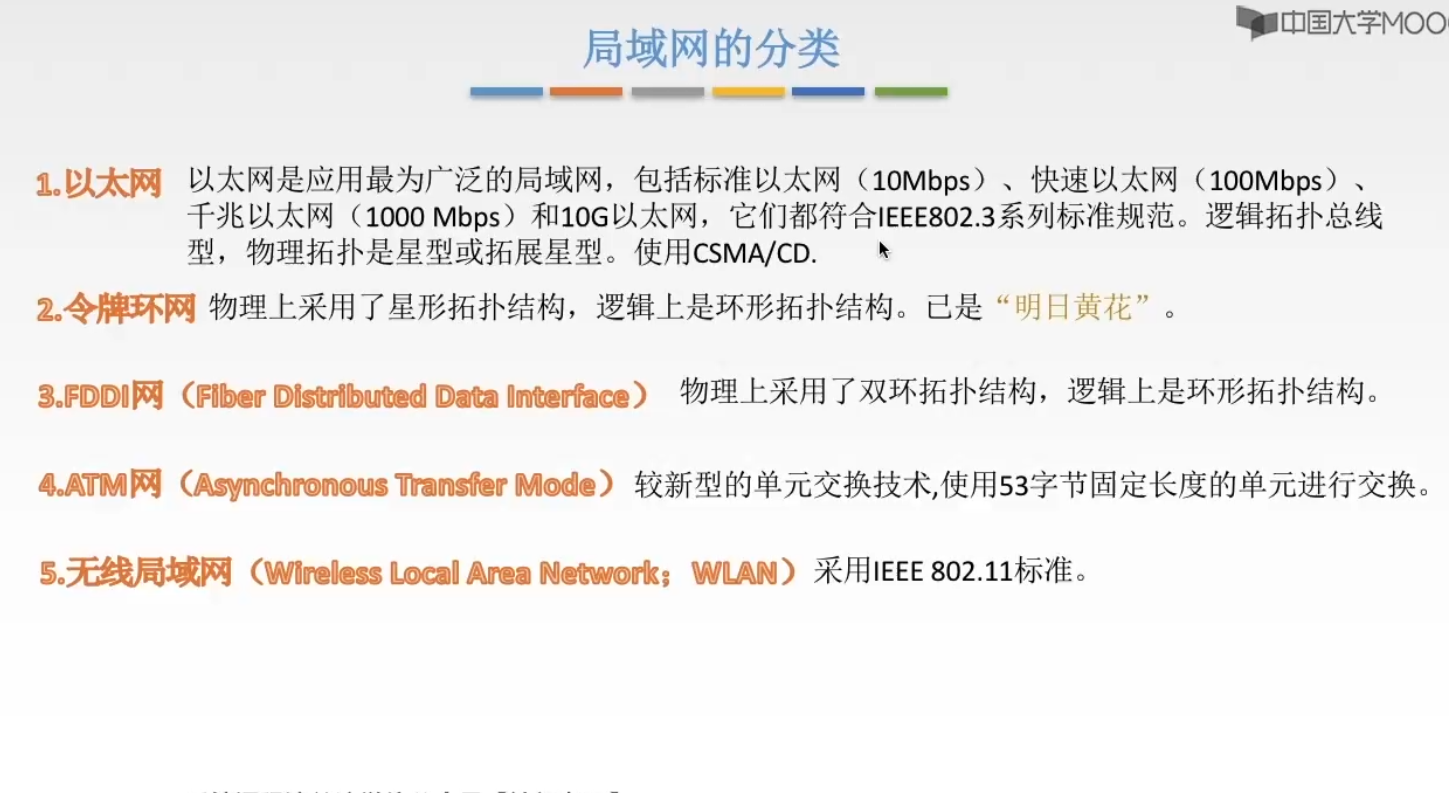 中国大学MOO
局域网的分类
1.以太网 以太网是应用最为广泛的局域网，包括标准以太网（10Mbps）、快速以太网（100Mbps）、
千兆以太网（1000 Mbps）和10G以太网，它们都符合IEEE802.3系列标准规范。逻辑拓扑总线
型，物理拓扑是星型或拓展星型。使用CSMA/CD.
2.令牌环网 物理上采用了星形拓扑结构，逻辑上是环形拓扑结构。已是“明日黄花”。
3.FDDI网（Fiber Distributed Data Interface） 物理上采用了双环拓扑结构，逻辑上是环形拓扑结构。
4.ATM网（Asynchronous Transfer Mode） 较新型的单元交换技术,使用53字节固定长度的单元进行交换。
5.无线局域网（Wireless Local Area Network；WLAN） 采用IEEE 802.11标准。